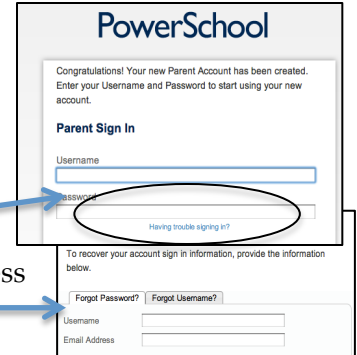 PowerSchool
Congratulations! Your new Parent Account has been created.
Enter your Username and Password to start using your new
account.
Parent Sign In
Username
Password
Having trouble signing in?
ss
To recover your account sign in information, provide the information
below.
Forgot Password? Forgot Username?
Username
Email Address